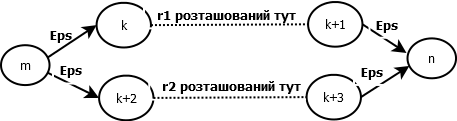 r1 розташований тут
k
k+1
Eps
Eps
m
n
Eps
Eps
r2 розташований тут
k+2
k+3